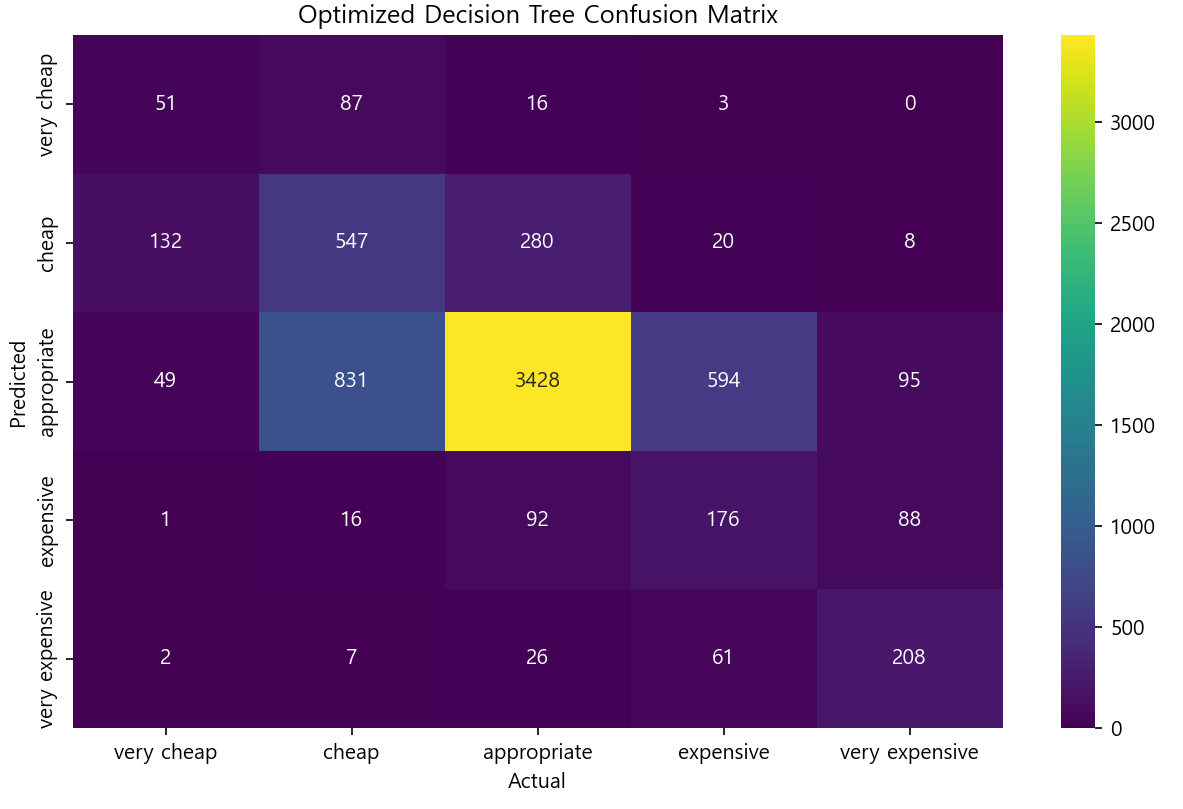 Optimized Decision Tree Confusion Matrix
Predicted
very cheap
51 87 16 3 0
cheap
132 547 280 20 8
appropriate
49 831 3428 594 95
expensive
1 16 92 176 88
very expensive
2 7 26 61 208
very cheap cheap appropriate expensive very expensive
Actual
3000
2500
2000
1500
1000
500
0